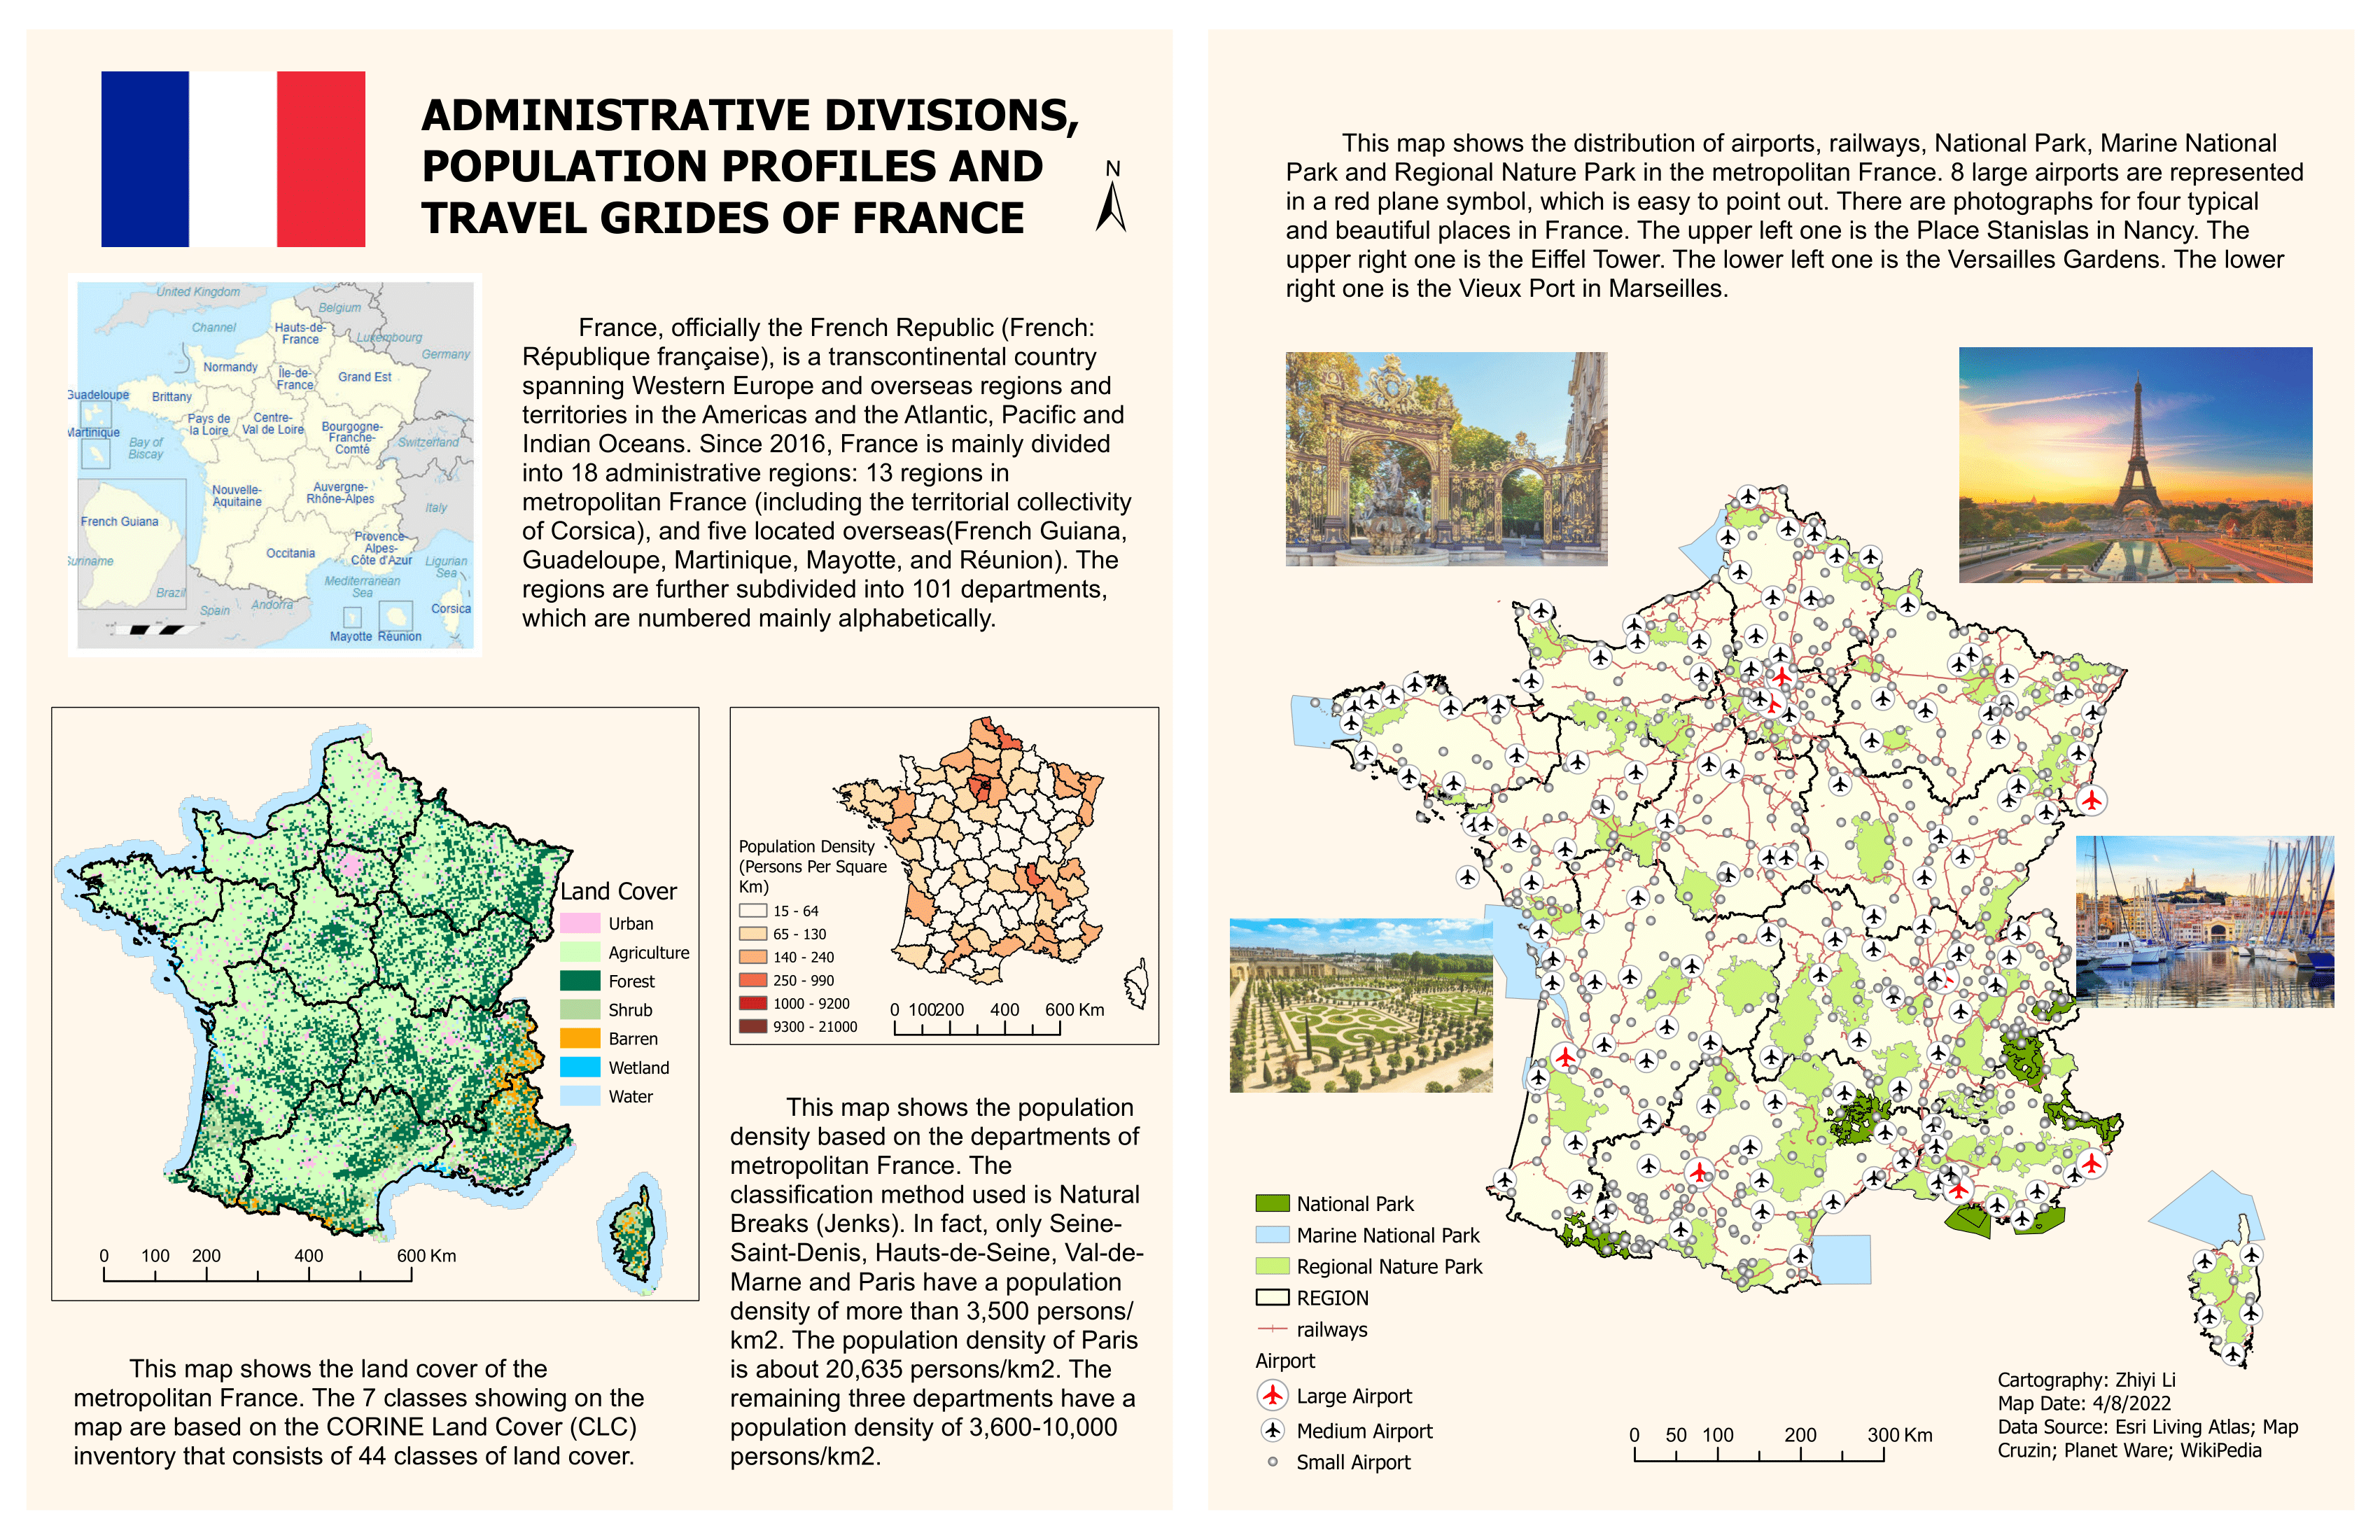 ADMINISTRATIVE DIVISIONS,
POPULATION PROFILES AND
TRAVEL GRIDES OF FRANCE
N
United Kingdom
Belgium
Channel
Hauts-de-
France
Luxembourg
Germany
Normandy
Île-de-
France
Grand Est
Guadeloupe
Brittany
Pays de
la Loire
Centre-
Val de Loire
Bourgogne-
Franche-
Comté
Martinique
Bay of
Biscay
Switzerland
Nouvelle-
Aquitaine
Auvergne-
Rhône-Alpes
Italy
French Guiana
Occitania
Provence-
Alpes-
Côte d'Azur
Ligurian
Sea
Suriname
Mediterranean
Sea
Brazil
Spain
Andorra
Corsica
Mayotte
Réunion
France, officially the French Republic (French:
République française), is a transcontinental country
spanning Western Europe and overseas regions and
territories in the Americas and the Atlantic, Pacific and
Indian Oceans. Since 2016, France is mainly divided
into 18 administrative regions: 13 regions in
metropolitan France (including the territorial collectivity
of Corsica), and five located overseas(French Guiana,
Guadeloupe, Martinique, Mayotte, and Réunion). The
regions are further subdivided into 101 departments,
which are numbered mainly alphabetically.
Land Cover
Urban
Agriculture
Forest
Shrub
Barren
Wetland
Water
0 100 200 400 600 Km
This map shows the land cover of the
metropolitan France. The 7 classes showing on the
map are based on the CORINE Land Cover (CLC)
inventory that consists of 44 classes of land cover.
Population Density
(Persons Per Square
Km)
15 - 64
65 - 130
140 - 240
250 - 990
1000 - 9200
9300 - 21000
0 100200 400 600 Km
This map shows the population
density based on the departments of
metropolitan France. The
classification method used is Natural
Breaks (Jenks). In fact, only Seine-
Saint-Denis, Hauts-de-Seine, Val-de-
Marne and Paris have a population
density of more than 3,500 persons/
km2. The population density of Paris
is about 20,635 persons/km2. The
remaining three departments have a
population density of 3,600-10,000
persons/km2.
This map shows the distribution of airports, railways, National Park, Marine National
Park and Regional Nature Park in the metropolitan France. 8 large airports are represented
in a red plane symbol, which is easy to point out. There are photographs for four typical
and beautiful places in France. The upper left one is the Place Stanislas in Nancy. The
upper right one is the Eiffel Tower. The lower left one is the Versailles Gardens. The lower
right one is the Vieux Port in Marseilles.
National Park
Marine National Park
Regional Nature Park
REGION
railways
Airport
Large Airport
Medium Airport
Small Airport
0 50 100 200 300 Km
Cartography: Zhiyi Li
Map Date: 4/8/2022
Data Source: Esri Living Atlas; Map
Cruzin; Planet Ware; WikiPedia